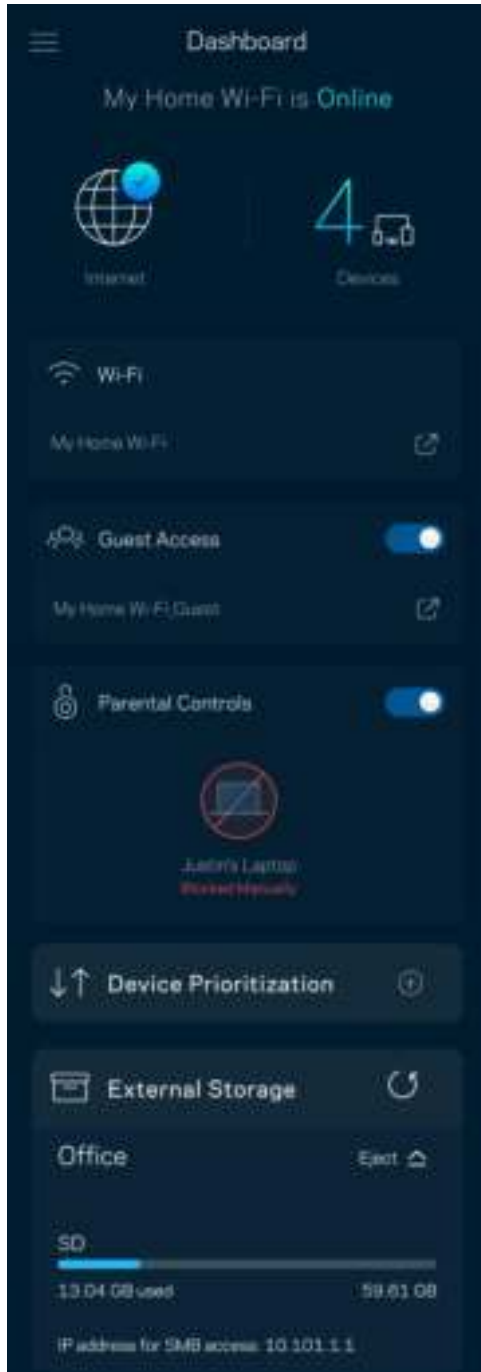 Dashboard
My Home Wi-Fi is Online
4
Internet
Devices
Wi-Fi
My Home Wi-Fi
Guest Access
My Home Wi-Fi_Guest
Parental Controls
Justin's Laptop
Blocked Manually
Device Prioritization
External Storage
Office
Eject
SD
13.04 GB used
59.61 GB
IP address for SMB access: 10.101.1.1